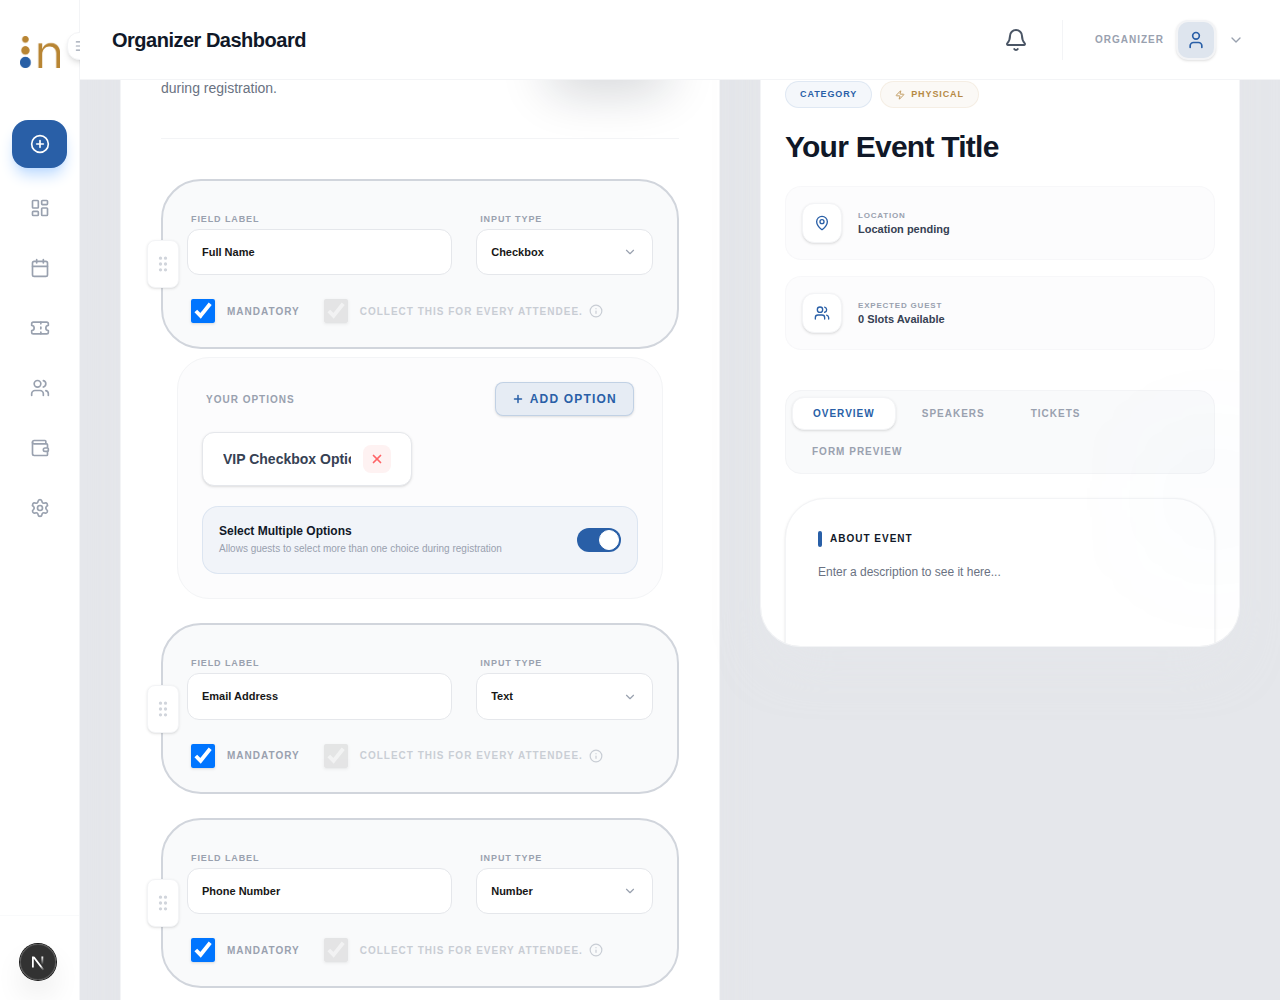 in
Organizer Dashboard
ORGANIZER
during registration.
FIELD LABEL
INPUT TYPE
Full Name
Checkbox
MANDATORY
COLLECT THIS FOR EVERY ATTENDEE.
YOUR OPTIONS
ADD OPTION
VIP Checkbox Optic
Select Multiple Options
Allows guests to select more than one choice during registration
FIELD LABEL
INPUT TYPE
Email Address
Text
MANDATORY
COLLECT THIS FOR EVERY ATTENDEE.
FIELD LABEL
INPUT TYPE
Phone Number
Number
MANDATORY
COLLECT THIS FOR EVERY ATTENDEE.
CATEGORY
PHYSICAL
Your Event Title
LOCATION
Location pending
EXPECTED GUEST
0 Slots Available
OVERVIEW
SPEAKERS
TICKETS
FORM PREVIEW
ABOUT EVENT
Enter a description to see it here...
N